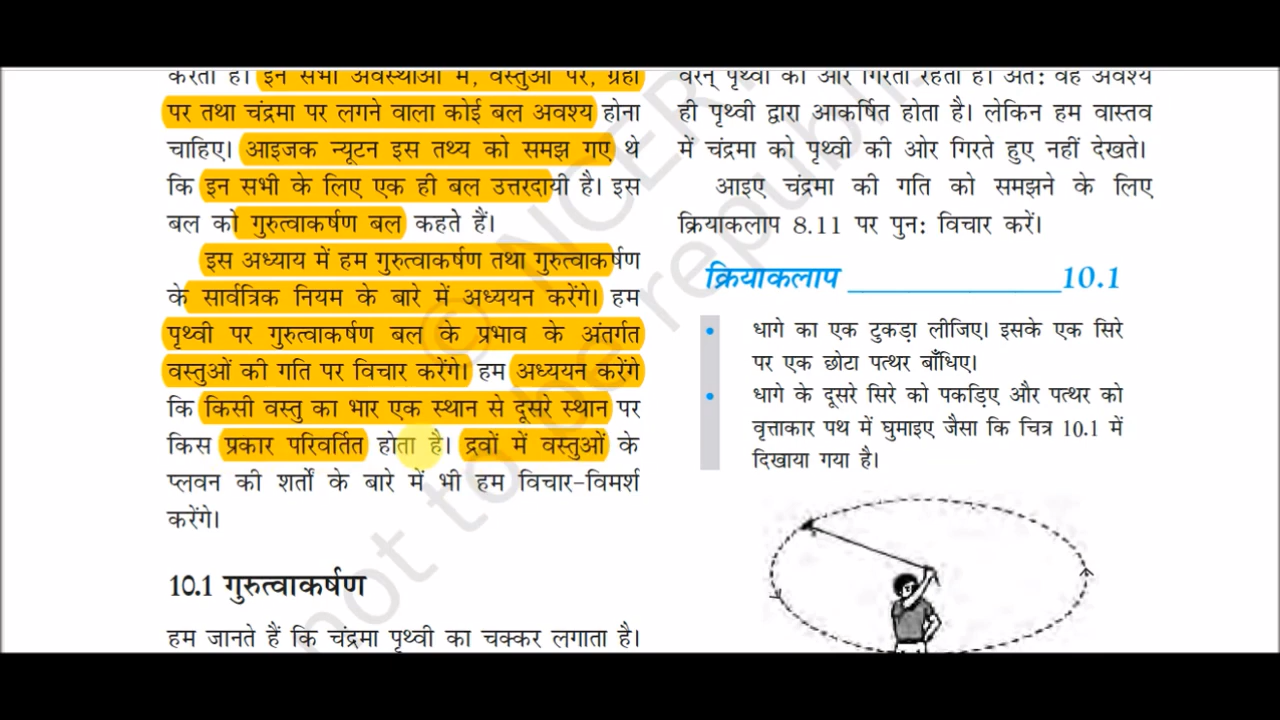 करता है। इन सभी अवस्थाओं में, वस्तुओं पर, ग्रहों
पर तथा चंद्रमा पर लगने वाला कोई बल अवश्य होना
चाहिए। आइजक न्यूटन इस तथ्य को समझ गए थे
कि इन सभी के लिए एक ही बल उत्तरदायी है। इस
बल को गुरुत्वाकर्षण बल कहते हैं।
इस अध्याय में हम गुरुत्वाकर्षण तथा गुरुत्वाकर्षण
के सार्वत्रिक नियम के बारे में अध्ययन करेंगे। हम
पृथ्वी पर गुरुत्वाकर्षण बल के प्रभाव के अंतर्गत
वस्तुओं की गति पर विचार करेंगे। हम अध्ययन करेंगे
कि किसी वस्तु का भार एक स्थान से दूसरे स्थान पर
किस प्रकार परिवर्तित होता है। द्रवों में वस्तुओं के
प्लवन की शर्तों के बारे में भी हम विचार-विमर्श
करेंगे।
10.1 गुरुत्वाकर्षण
हम जानते हैं कि चंद्रमा पृथ्वी का चक्कर लगाता है।
वरन् पृथ्वी की ओर गिरता रहता है। अत: वह अवश्य
ही पृथ्वी द्वारा आकर्षित होता है। लेकिन हम वास्तव
में चंद्रमा को पृथ्वी की ओर गिरते हुए नहीं देखते।
आइए चंद्रमा की गति को समझने के लिए
क्रियाकलाप 8.11 पर पुन: विचार करें।
क्रियाकलाप ______________10.1
• धागे का एक टुकड़ा लीजिए। इसके एक सिरे
पर एक छोटा पत्थर बाँधिए।
• धागे के दूसरे सिरे को पकड़िए और पत्थर को
वृत्ताकार पथ में घुमाइए जैसा कि चित्र 10.1 में
दिखाया गया है।
© NCER
not to be republi